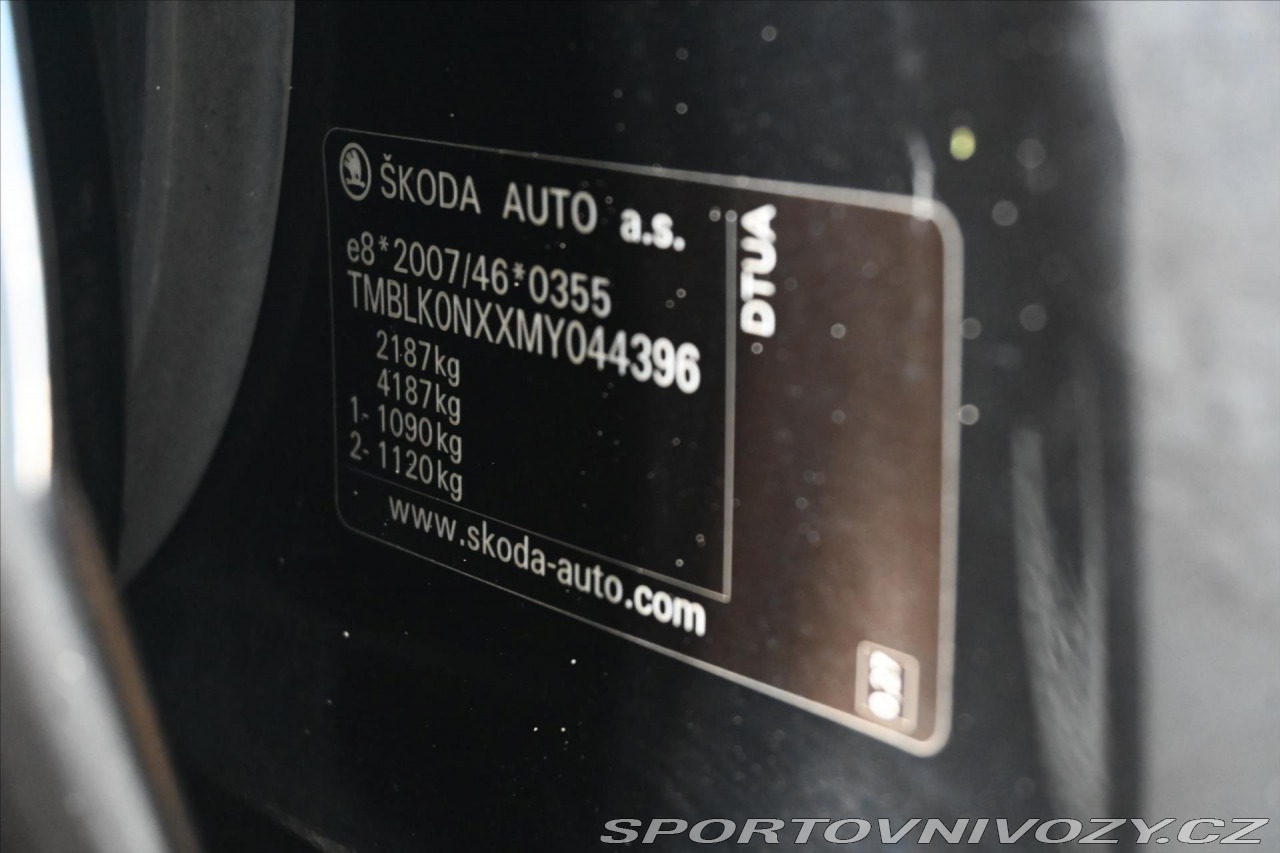 ŠKODA AUTO a.s.
e8*2007/46*0355
TMBLK0NXXMY044396
2187kg
4187kg
1- 1090kg
2- 1120kg
www.skoda-auto.com
DTUA
SPORTOVNIVOZY.CZ